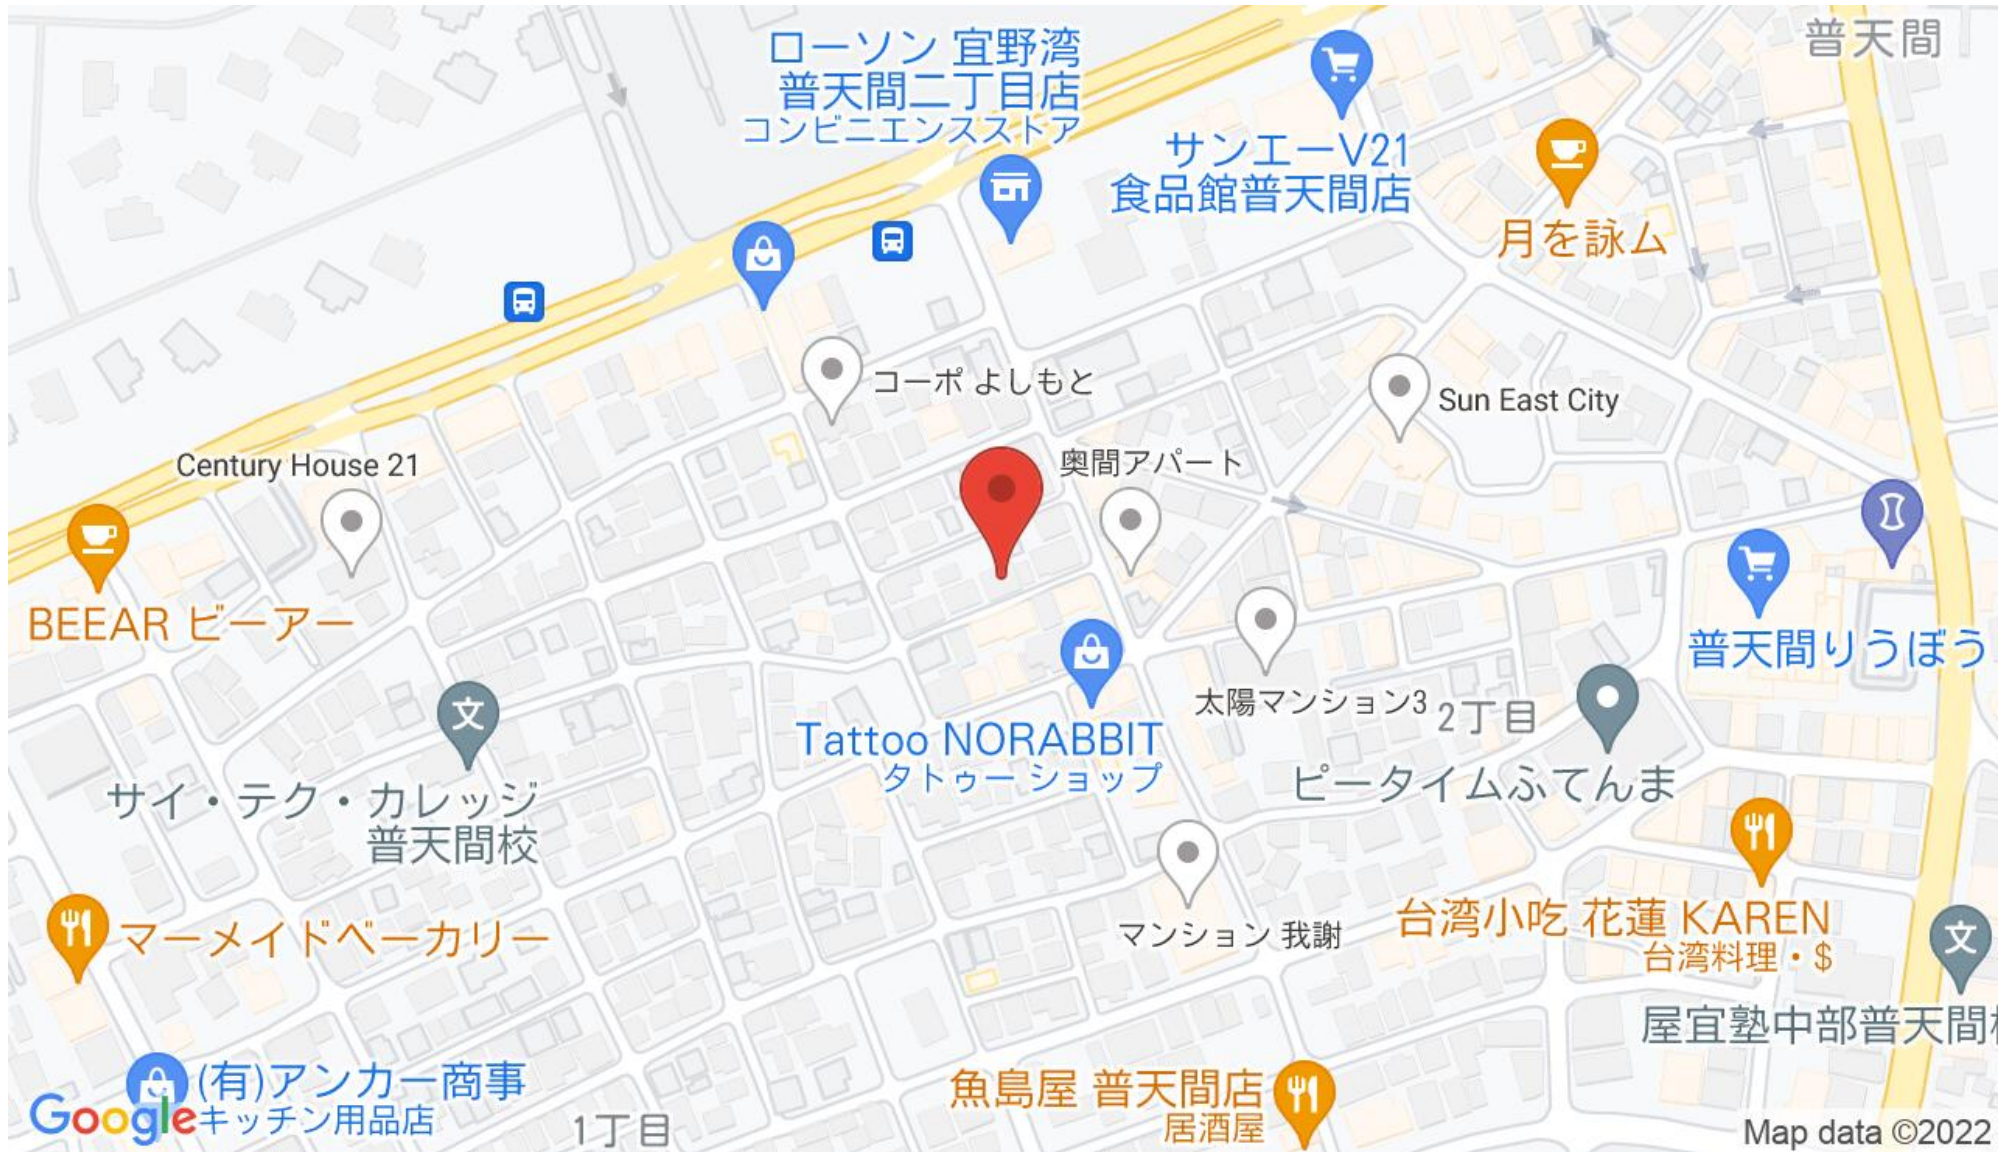 普天間
ローソン 宜野湾
普天間二丁目店
コンビニエンスストア
サンエーV21
食品館普天間店
月を詠ム
コーポ よしもと
Sun East City
Century House 21
奥間アパート
BEEAR ビーアー
普天間りうぼう
太陽マンション3
2丁目
Tattoo NORABBIT
タトゥー ショップ
ピータイムふてんま
サイ・テク・カレッジ
普天間校
マーメイドベーカリー
マンション 我謝
台湾小吃 花蓮 KAREN
台湾料理・$
屋宜塾中部普天間
(有)アンカー商事
キッチン用品店
魚島屋 普天間店
居酒屋
1丁目
Google
Map data ©2022